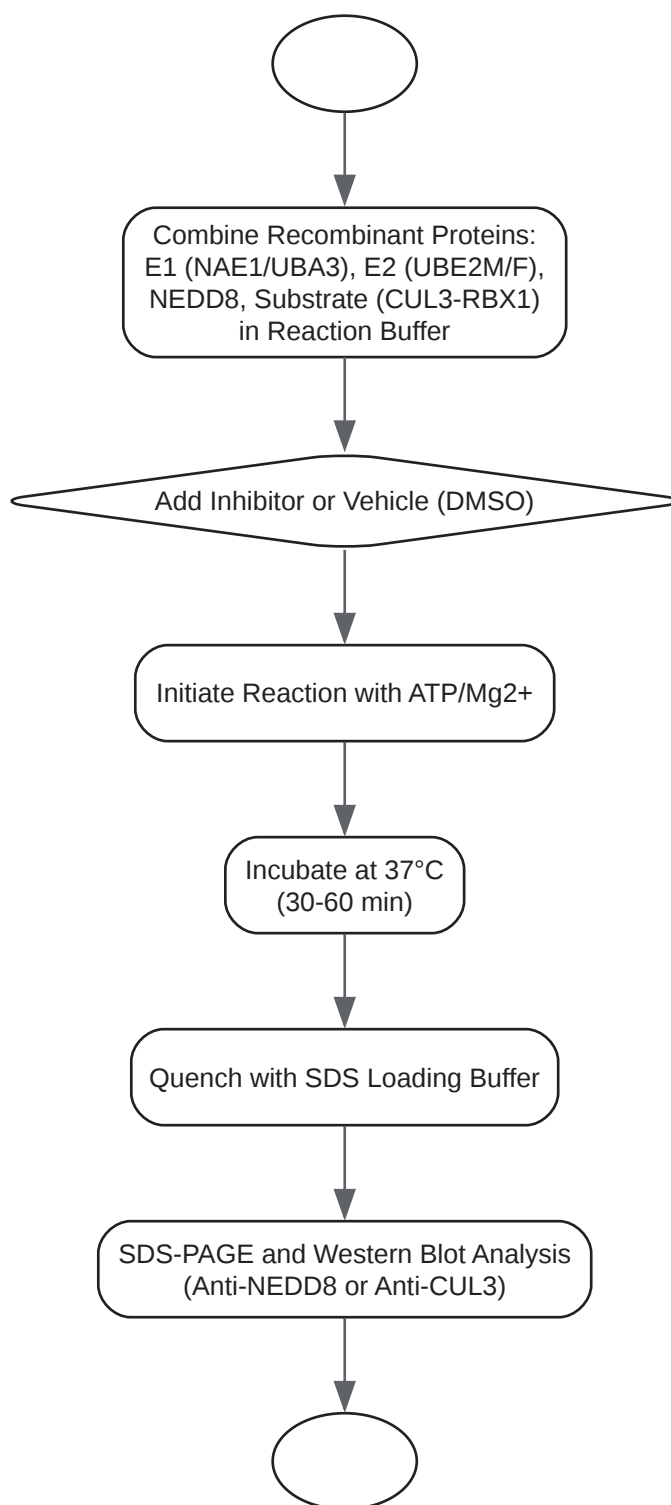 Combine Recombinant Proteins:
E1 (NAE1/UBA3), E2 (UBE2M/F),
NEDD8, Substrate (CUL3-RBX1)
in Reaction Buffer
Add Inhibitor or Vehicle (DMSO)
Initiate Reaction with ATP/Mg2+
Incubate at 37°C
(30-60 min)
Quench with SDS Loading Buffer
SDS-PAGE and Western Blot Analysis
(Anti-NEDD8 or Anti-CUL3)